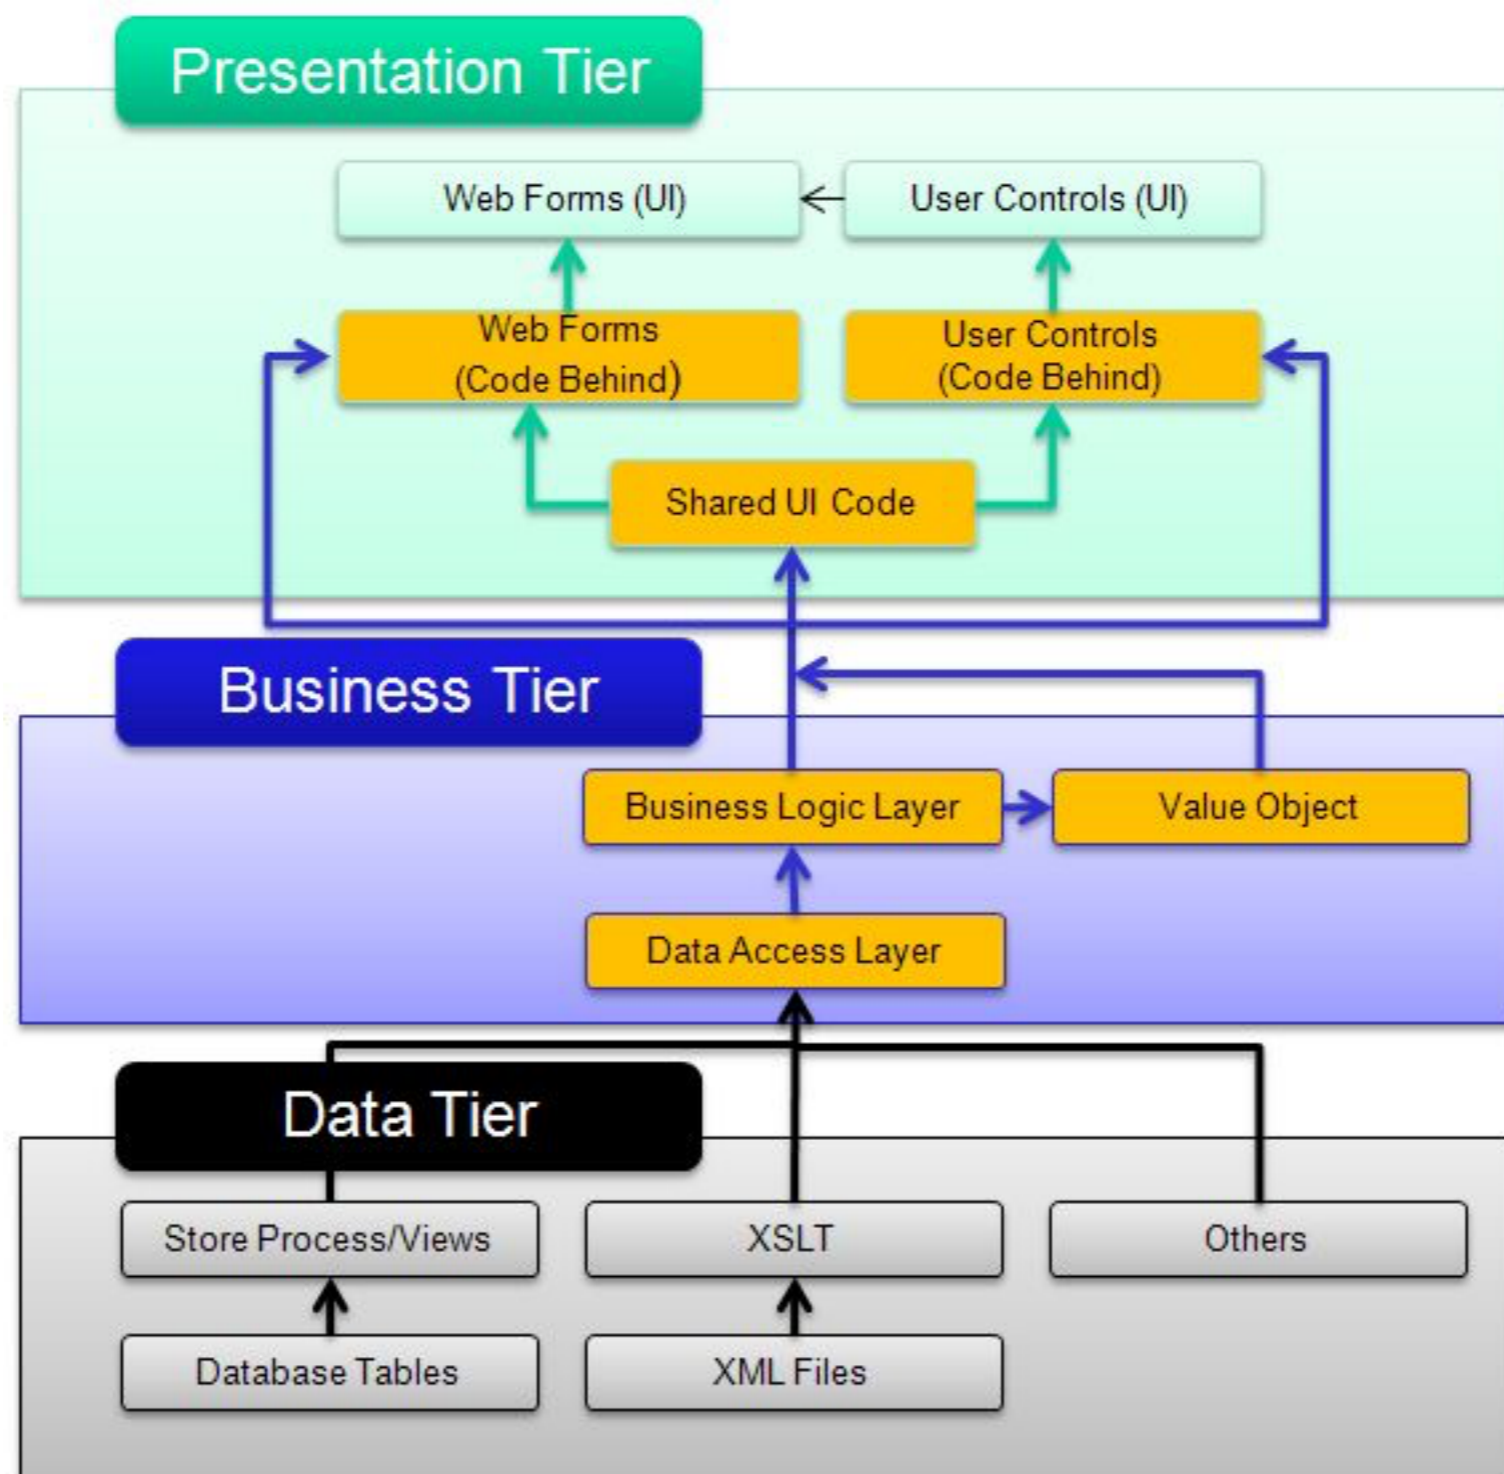 Presentation Tier
Web Forms (UI)
User Controls (UI)
Web Forms
(Code Behind)
User Controls
(Code Behind)
Shared UI Code
Business Tier
Business Logic Layer
Value Object
Data Access Layer
Data Tier
Store Process/Views
XSLT
Others
Database Tables
XML Files